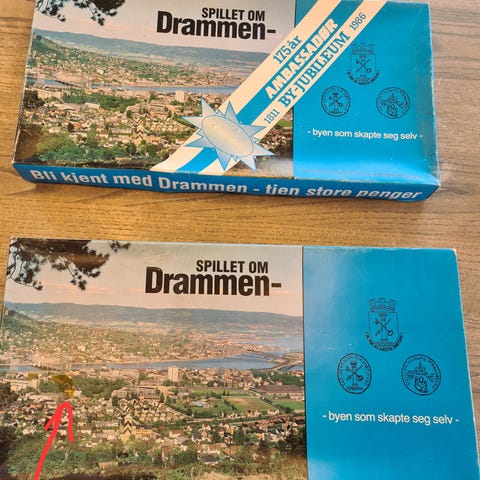 SPILLET OM
Drammen-
175 år
AMBASSADØR
1811 BY-JUBILEUM 1986
- byen som skapte seg selv -
Bli kjent med Drammen - tjen store penger
SPILLET OM
Drammen-
- byen som skapte seg selv -